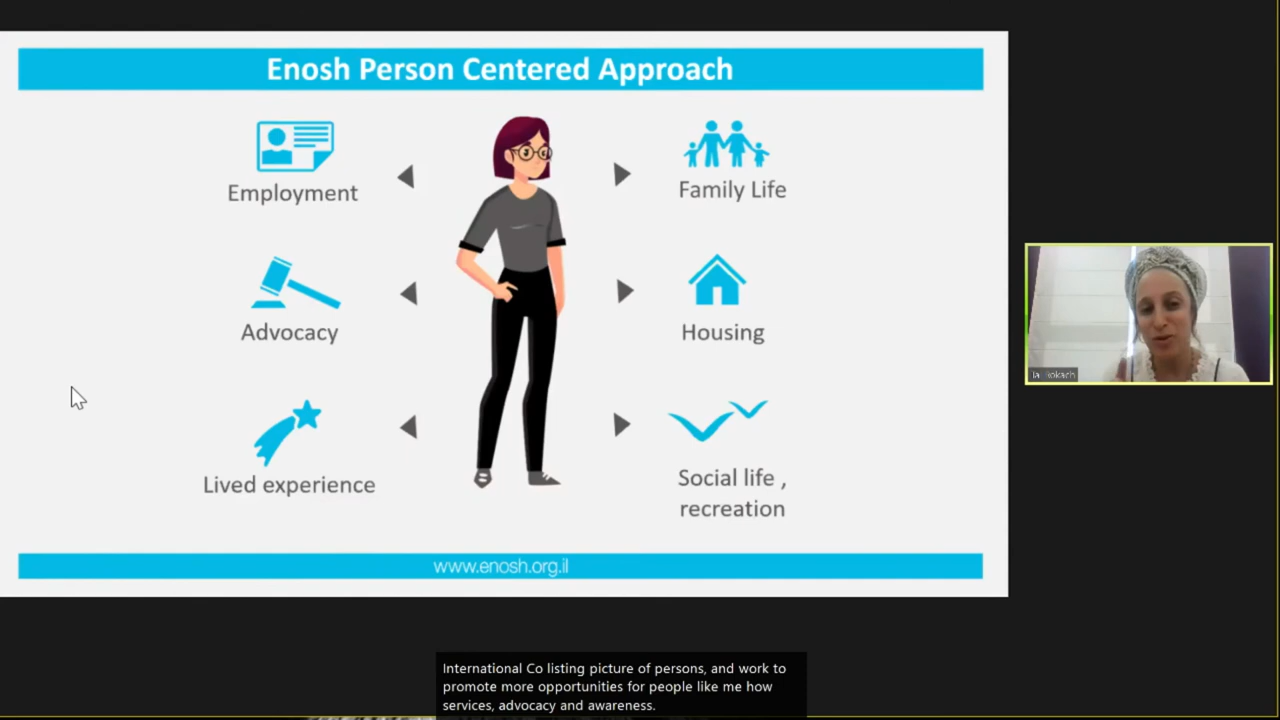 Enosh Person Centered Approach
Employment
Family Life
Advocacy
Housing
Lived experience
Social life ,
recreation
www.enosh.org.il
Rokach
International Co listing picture of persons, and work to
promote more opportunities for people like me how
services, advocacy and awareness.